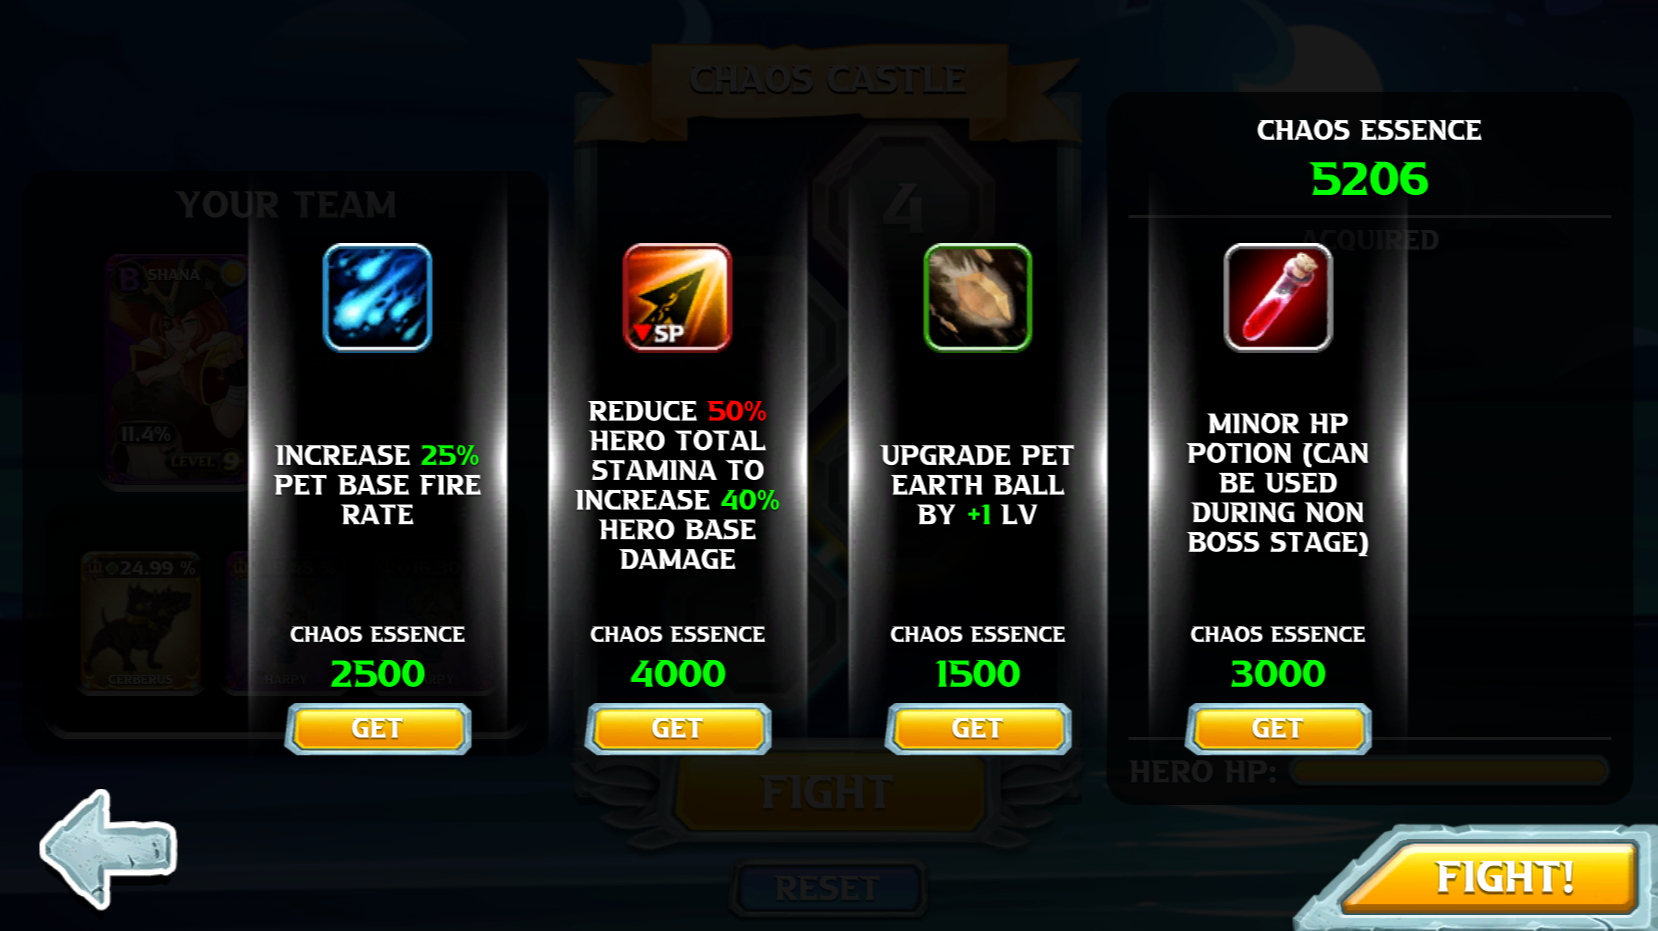 CHAOS CASTLE
CHAOS ESSENCE
5206
ACQUIRED
YOUR TEAM
4
B SHANA
11.4%
LEVEL 9
24.99 %
CERBERUS
HARPY
INCREASE 25%
PET BASE FIRE
RATE
CHAOS ESSENCE
2500
GET
SP
REDUCE 50%
HERO TOTAL
STAMINA TO
INCREASE 40%
HERO BASE
DAMAGE
CHAOS ESSENCE
4000
GET
UPGRADE PET
EARTH BALL
BY +1 LV
CHAOS ESSENCE
1500
GET
MINOR HP
POTION (CAN
BE USED
DURING NON
BOSS STAGE)
CHAOS ESSENCE
3000
GET
HERO HP:
FIGHT
RESET
FIGHT!